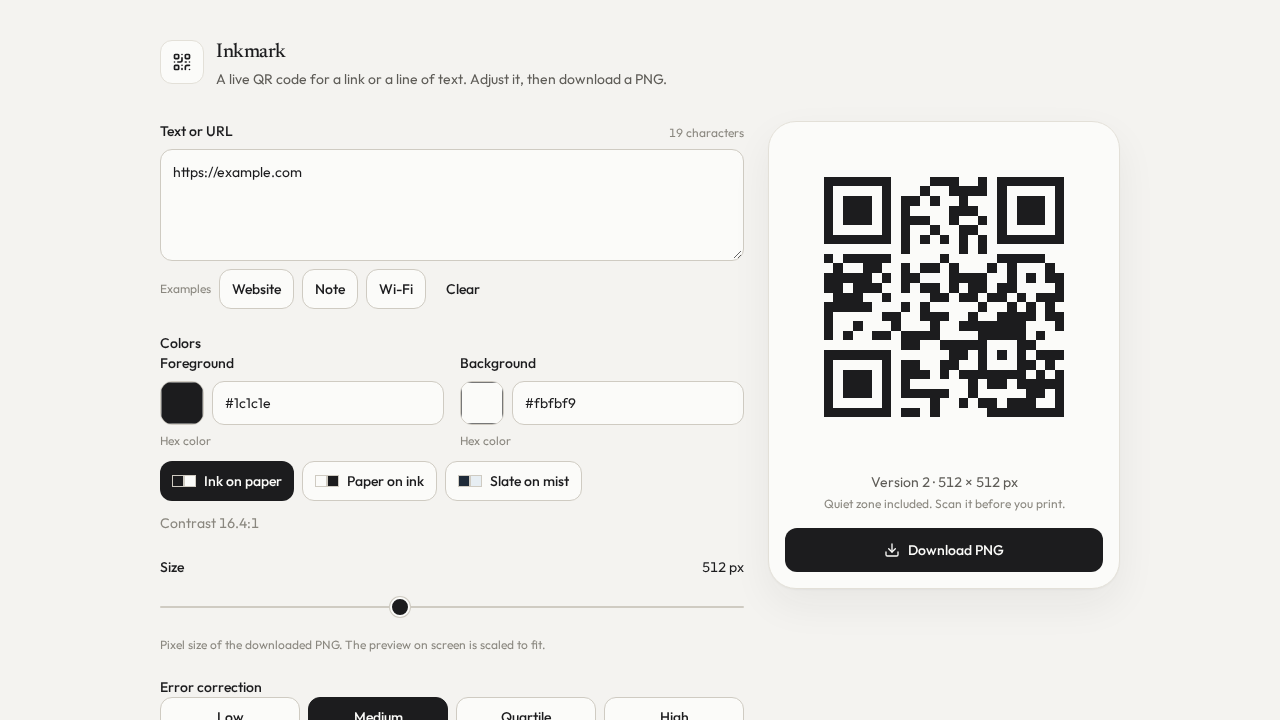 Inkmark
A live QR code for a link or a line of text. Adjust it, then download a PNG.
Text or URL
19 characters
https://example.com
Examples
Website
Note
Wi-Fi
Clear
Colors
Foreground
Background
#1c1c1e
#fbfbf9
Hex color
Hex color
Ink on paper
Paper on ink
Slate on mist
Contrast 16.4:1
Size
512 px
Pixel size of the downloaded PNG. The preview on screen is scaled to fit.
Error correction
Low
Medium
Quartile
High
Version 2 · 512 × 512 px
Quiet zone included. Scan it before you print.
Download PNG